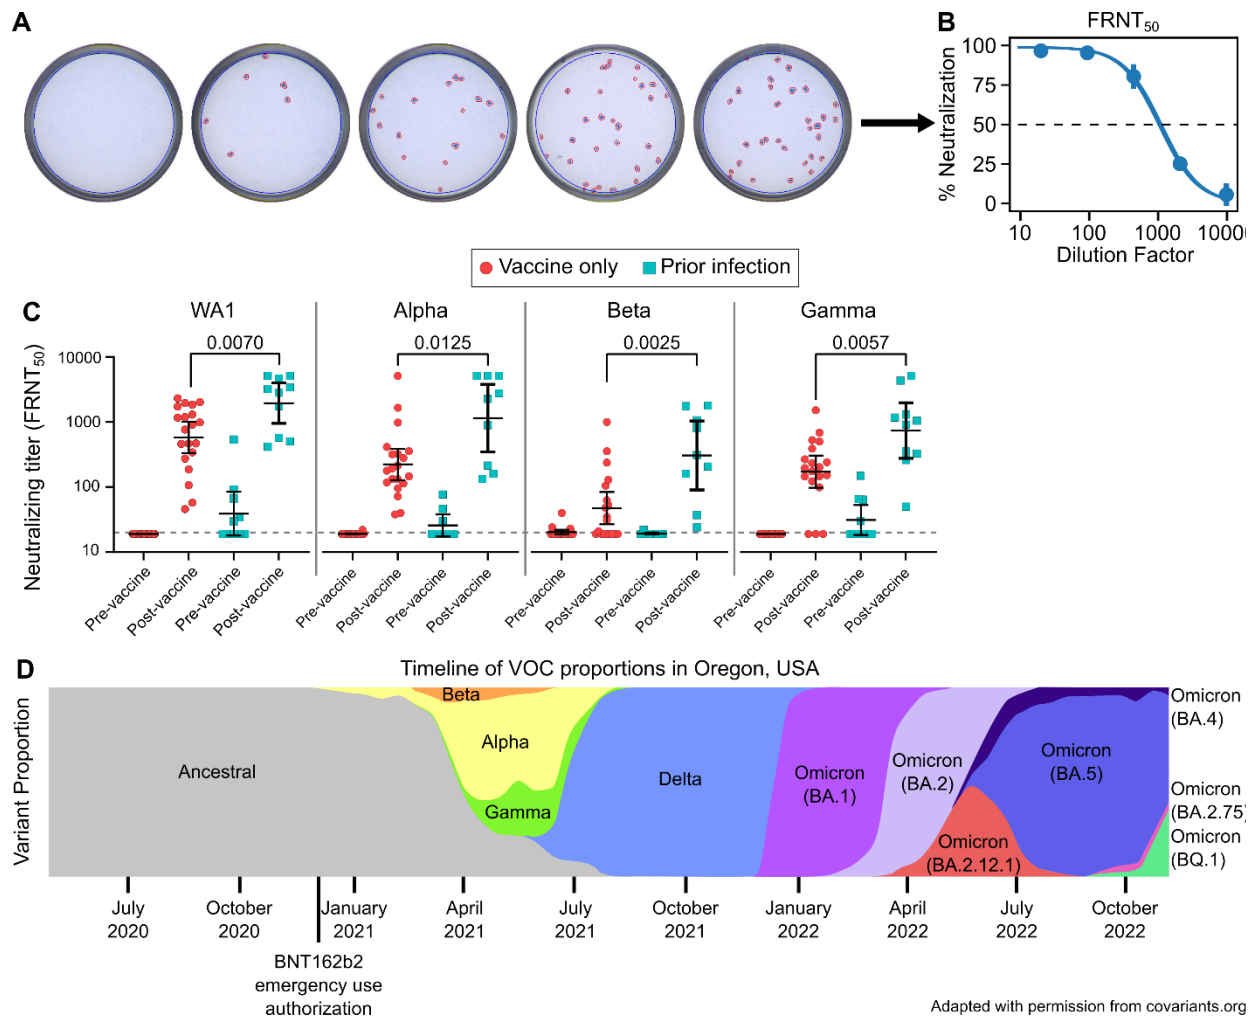 A
B
FRNT50
% Neutralization
100
75
50
25
0
10
100
1000
1000
Dilution Factor
Vaccine only
Prior infection
C
WA1
Alpha
Beta
Gamma
0.0070
0.0125
0.0025
0.0057
Neutralizing titer (FRNT50)
10000
1000
100
10
Pre-vaccine
Post-vaccine
Pre-vaccine
Post-vaccine
Pre-vaccine
Post-vaccine
Pre-vaccine
Post-vaccine
Pre-vaccine
Post-vaccine
Pre-vaccine
Post-vaccine
Pre-vaccine
Post-vaccine
Pre-vaccine
Post-vaccine
D
Timeline of VOC proportions in Oregon, USA
Variant Proportion
Ancestral
Beta
Alpha
Gamma
Delta
Omicron
(BA.1)
Omicron
(BA.2)
Omicron
(BA.2.12.1)
Omicron
(BA.5)
Omicron
(BA.4)
Omicron
(BA.2.75)
Omicron
(BQ.1)
July
2020
October
2020
January
2021
April
2021
July
2021
October
2021
January
2022
April
2022
July
2022
October
2022
BNT162b2
emergency use
authorization
Adapted with permission from covariants.org